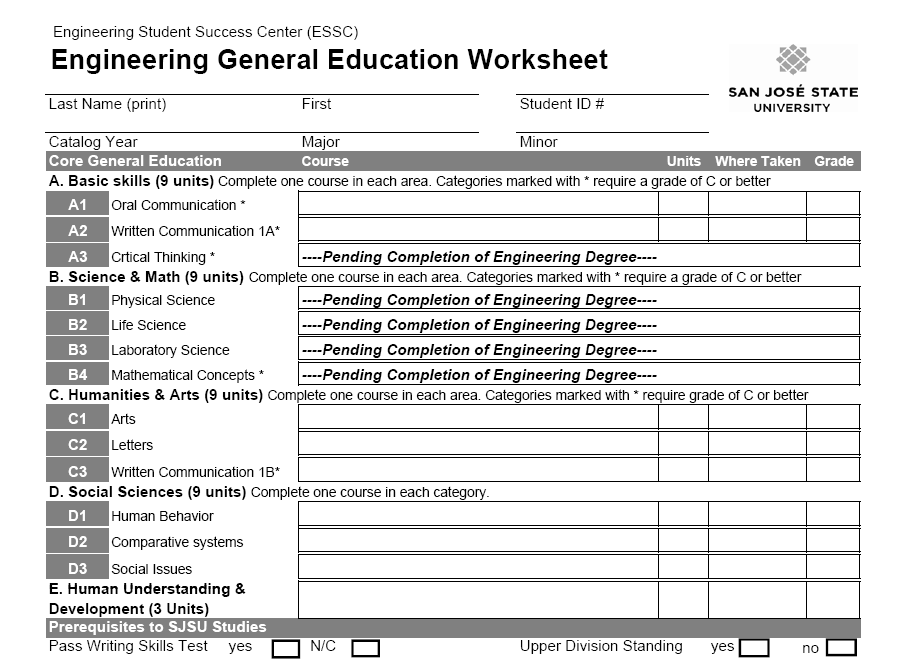 Engineering Student Success Center (ESSC)
Engineering General Education Worksheet
SAN JOSÉ STATE
UNIVERSITY
Last Name (print) First Student ID #
Catalog Year Major Minor
Core General Education Course Units Where Taken Grade
A. Basic skills (9 units) Complete one course in each area. Categories marked with * require a grade of C or better
A1 Oral Communication *
A2 Written Communication 1A*
A3 Crtical Thinking * ----Pending Completion of Engineering Degree----
B. Science & Math (9 units) Complete one course in each area. Categories marked with * require a grade of C or better
B1 Physical Science ----Pending Completion of Engineering Degree----
B2 Life Science ----Pending Completion of Engineering Degree----
B3 Laboratory Science ----Pending Completion of Engineering Degree----
B4 Mathematical Concepts * ----Pending Completion of Engineering Degree----
C. Humanities & Arts (9 units) Complete one course in each area. Categories marked with * require grade of C or better
C1 Arts
C2 Letters
C3 Written Communication 1B*
D. Social Sciences (9 units) Complete one course in each category.
D1 Human Behavior
D2 Comparative systems
D3 Social Issues
E. Human Understanding &
Development (3 Units)
Prerequisites to SJSU Studies
Pass Writing Skills Test yes N/C Upper Division Standing yes no